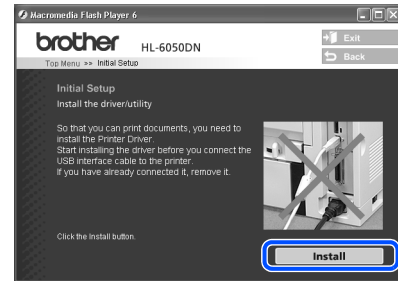 Macromedia Flash Player 6
brother HL-6050DN
Exit
Back
Top Menu >> Initial Setup
Initial Setup
Install the driver/utility
So that you can print documents, you need to
install the Printer Driver.
Start installing the driver before you connect the
USB interface cable to the printer.
If you have already connected it, remove it.
Click the Install button.
Install